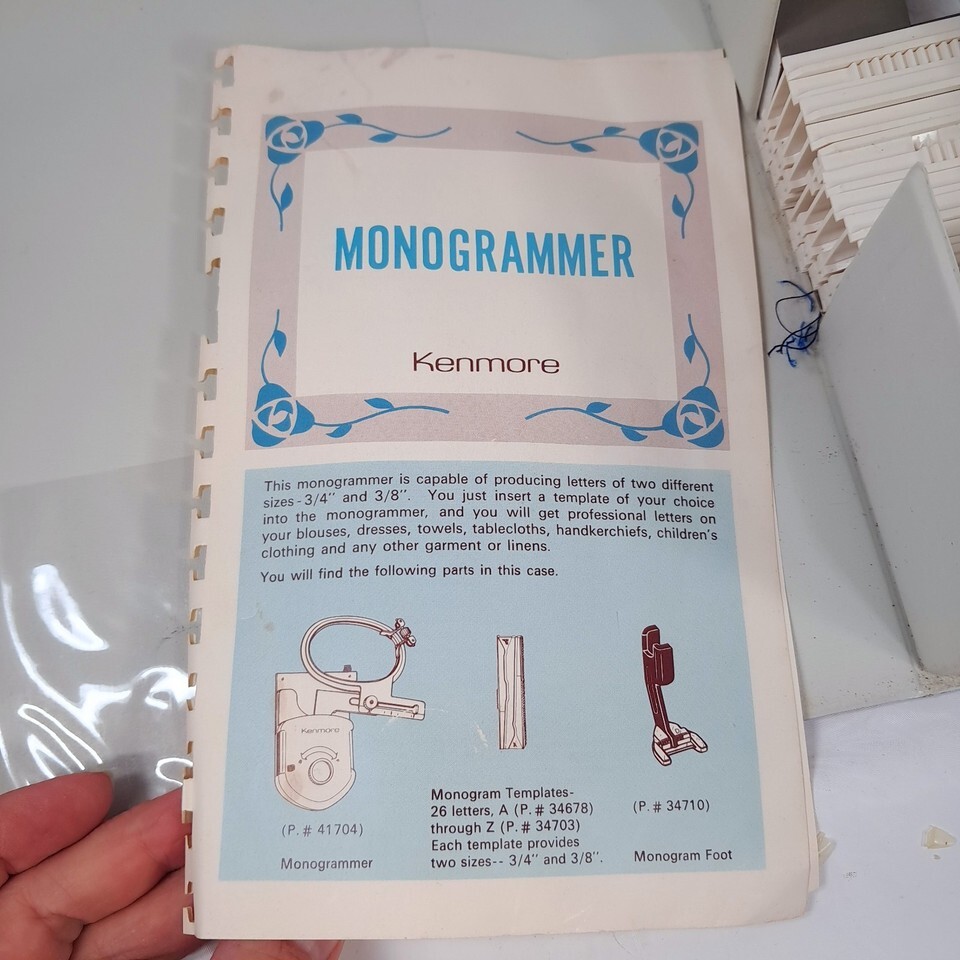 MONOGRAMMER
Kenmore
This monogrammer is capable of producing letters of two different
sizes - 3/4" and 3/8". You just insert a template of your choice
into the monogrammer, and you will get professional letters on
your blouses, dresses, towels, tablecloths, handkerchiefs, children's
clothing and any other garment or linens.
You will find the following parts in this case.
Kenmore
(P. # 41704)
Monogrammer
Monogram Templates-
26 letters, A (P. # 34678)
through Z (P. # 34703)
Each template provides
two sizes-- 3/4" and 3/8".
(P. # 34710)
Monogram Foot